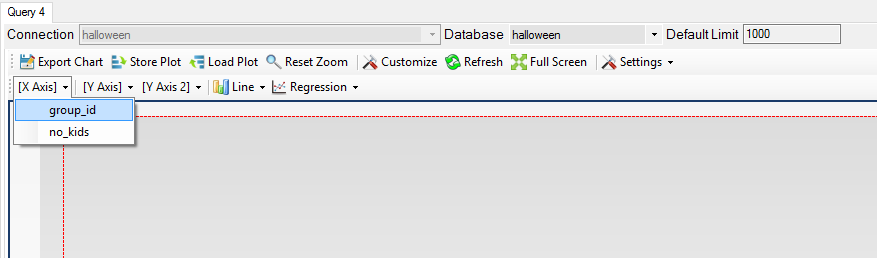 Query 4
Connection halloween Database halloween Default Limit 1000
Export Chart Store Plot Load Plot Reset Zoom Customize Refresh Full Screen Settings
[X Axis] [Y Axis] [Y Axis 2] Line Regression
group_id
no_kids